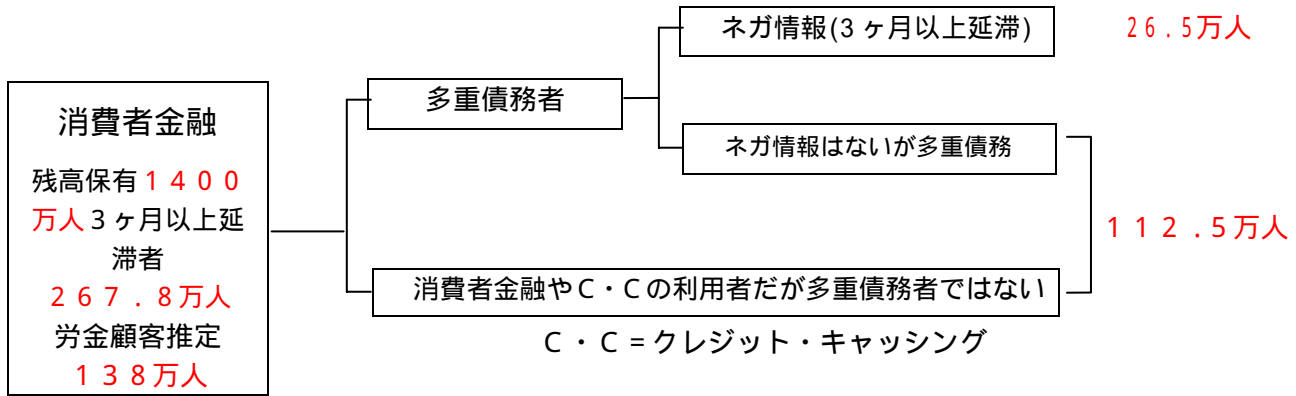 消費者金融
残高保有１４００
万人３ヶ月以上延
滞者
２６７．８万人
労金顧客推定
１３８万人
多重債務者
ネガ情報(3ヶ月以上延滞)
２６.５万人
ネガ情報はないが多重債務
１１２.５万人
消費者金融やＣ・Ｃの利用者だが多重債務者ではない
Ｃ・Ｃ=クレジット・キャッシング